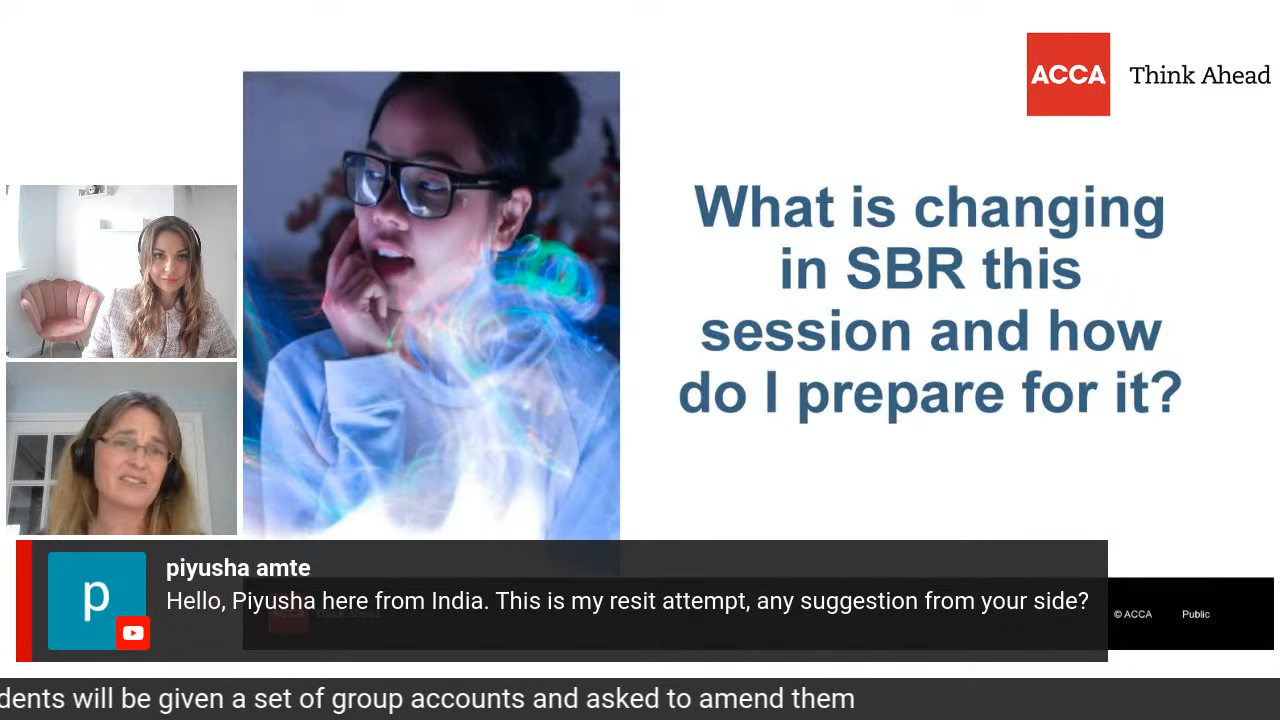 ACCA Think Ahead
What is changing
in SBR this
session and how
do I prepare for it?
p
piyusha amte
Hello, Piyusha here from India. This is my resit attempt, any suggestion from your side?
© ACCA Public
dents will be given a set of group accounts and asked to amend them